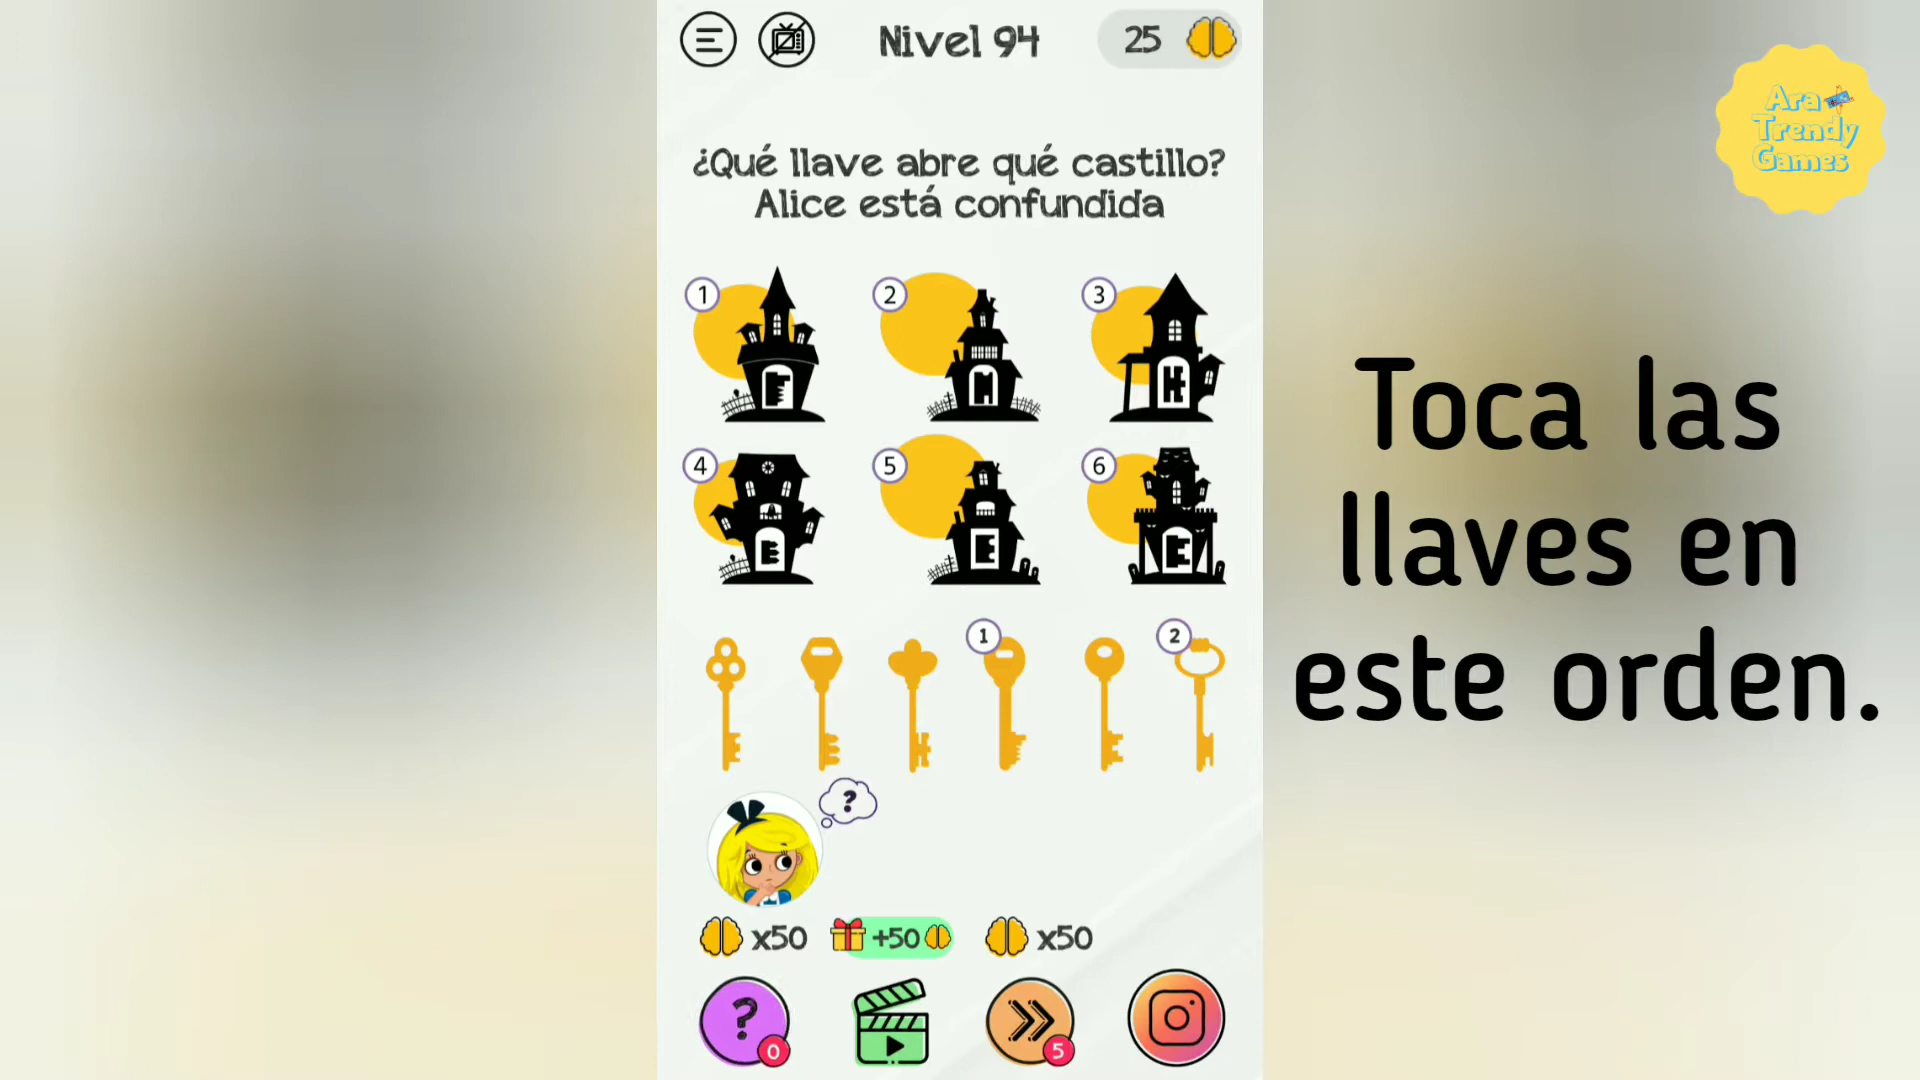 Nivel 94
25
Ara
Trendy
Games
¿Qué llave abre qué castillo?
Alice está confundida
1
2
3
4
5
6
Toca las
llaves en
este orden.
1
2
?
x50
+50
x50
?
0
5